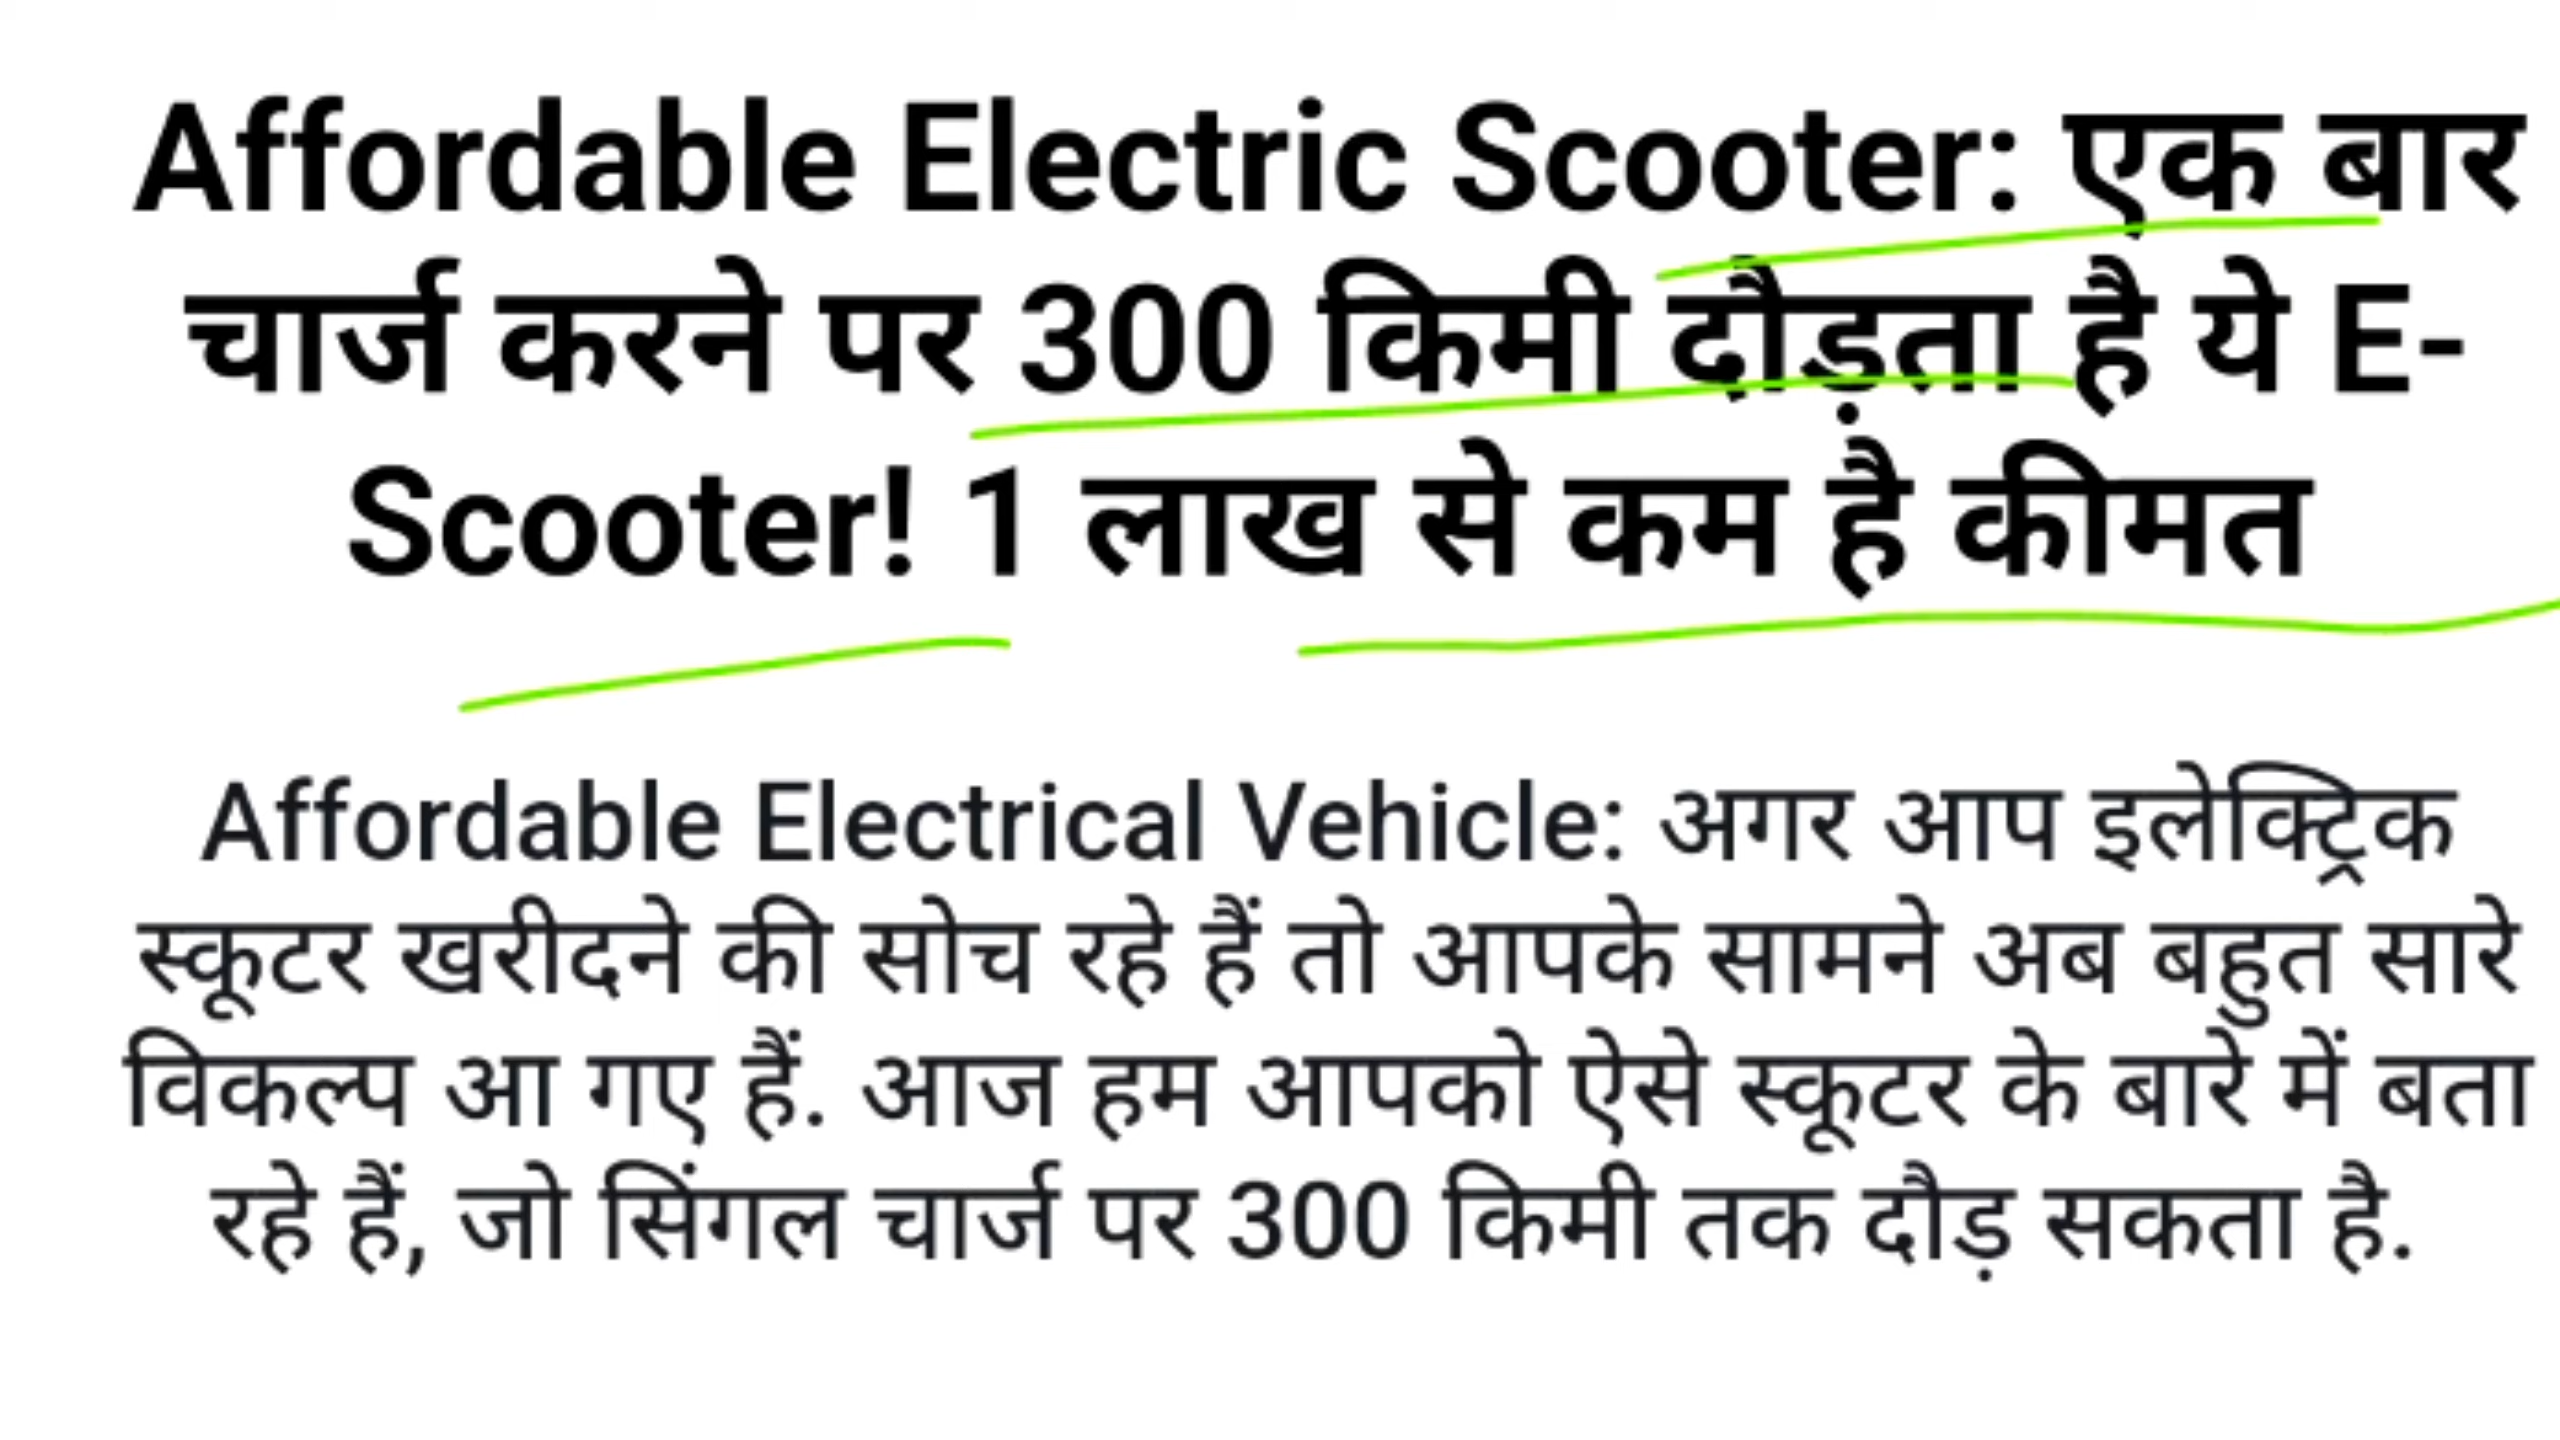 Affordable Electric Scooter: एक बार
चार्ज करने पर 300 किमी दौड़ता है ये E-
Scooter! 1 लाख से कम है कीमत
Affordable Electrical Vehicle: अगर आप इलेक्ट्रिक
स्कूटर खरीदने की सोच रहे हैं तो आपके सामने अब बहुत सारे
विकल्प आ गए हैं. आज हम आपको ऐसे स्कूटर के बारे में बता
रहे हैं, जो सिंगल चार्ज पर 300 किमी तक दौड़ सकता है.